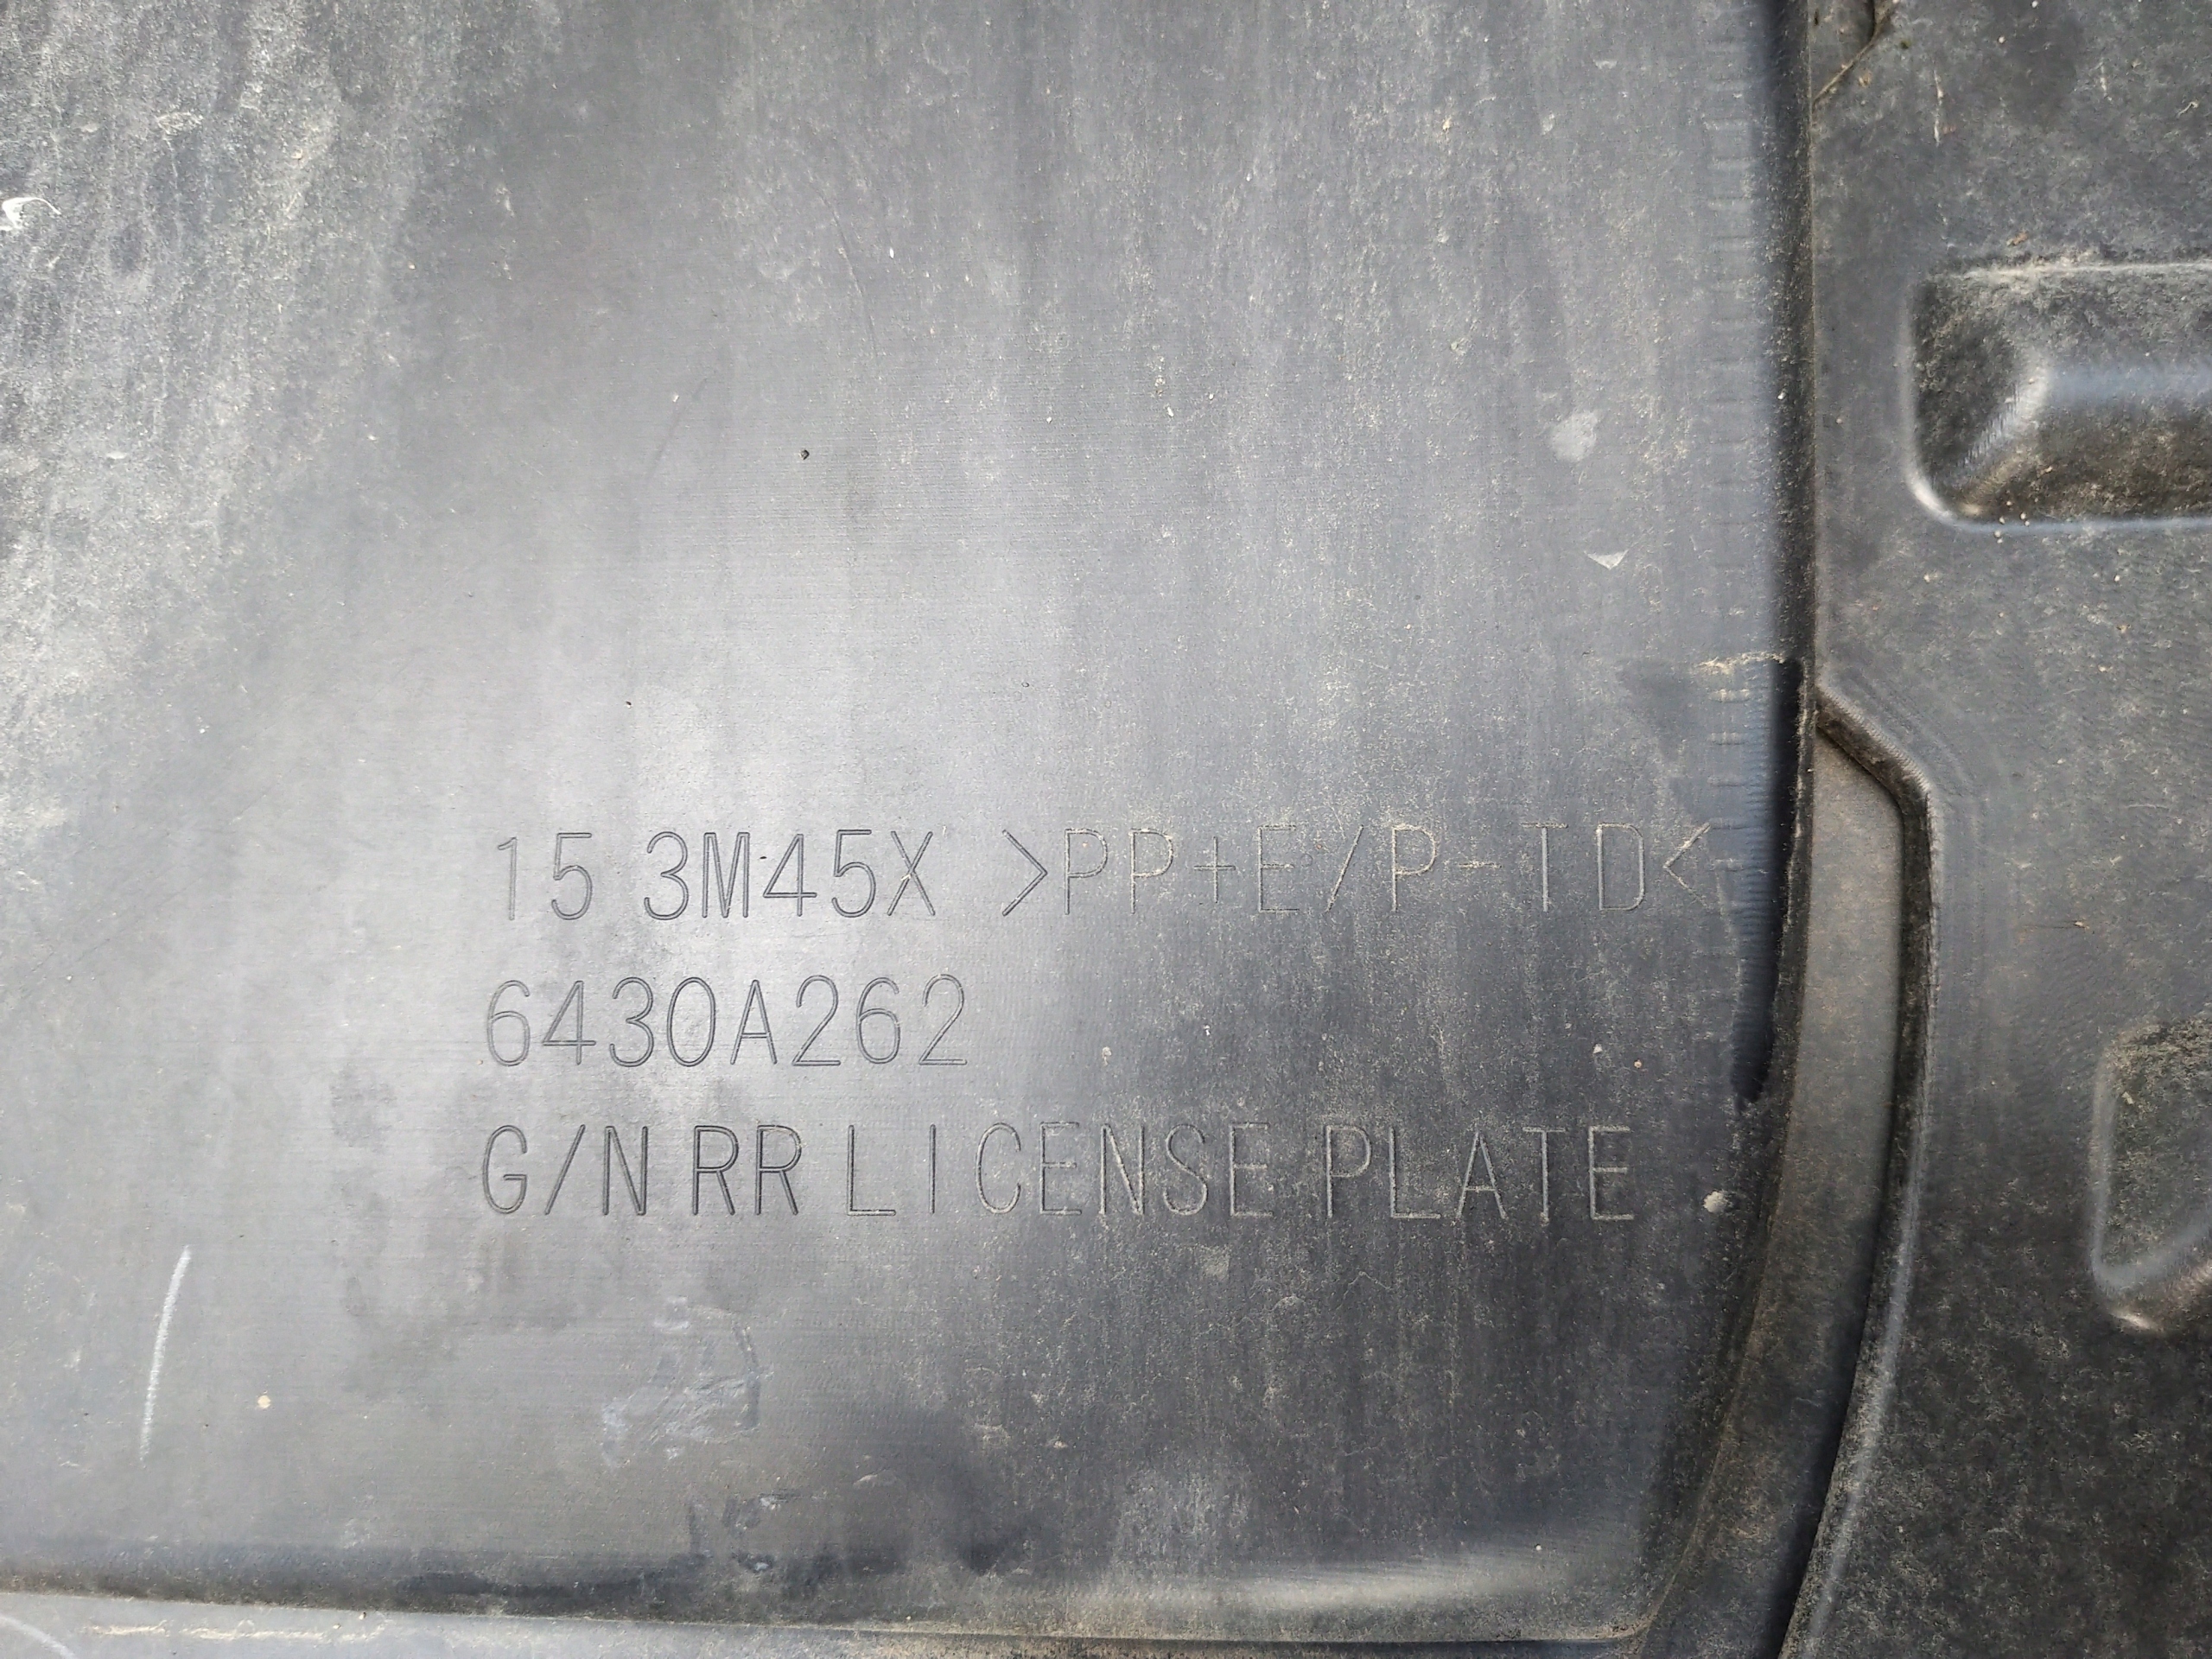 15 3M45X >PP+E/P-TD<
6430A262
G/N RR LICENSE PLATE